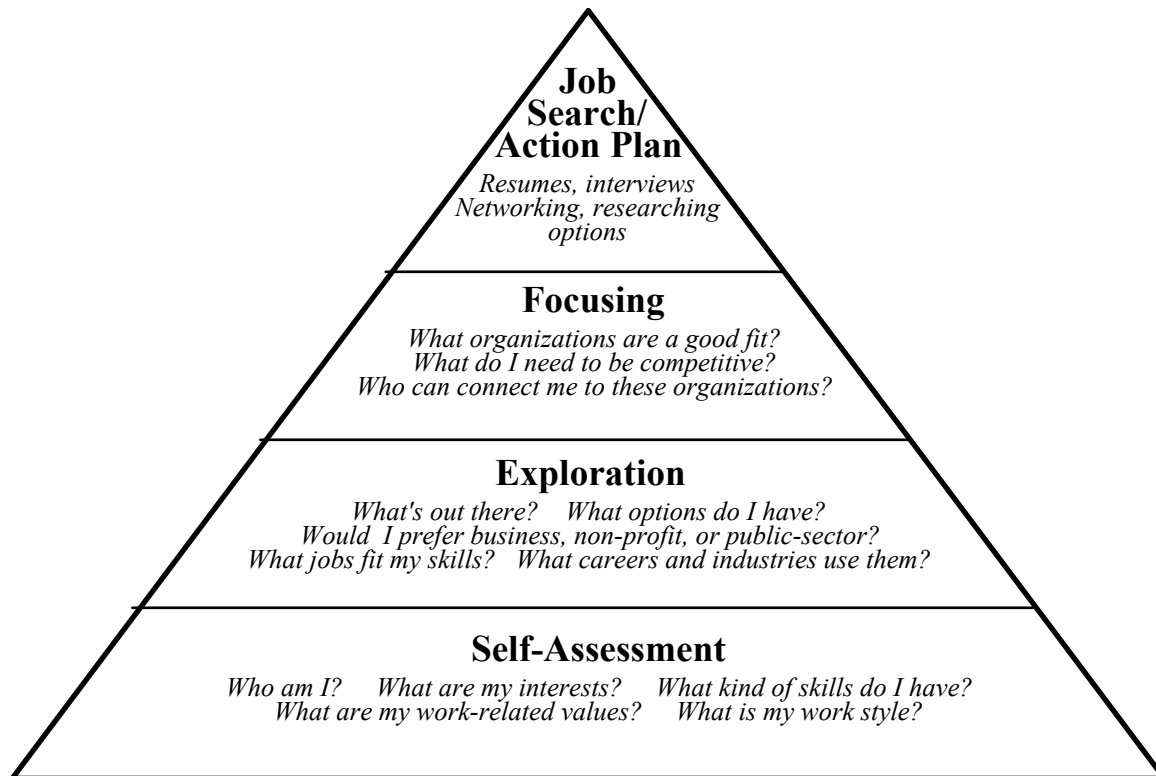 Job
Search/
Action Plan
Resumes, interviews
Networking, researching
options
Focusing
What organizations are a good fit?
What do I need to be competitive?
Who can connect me to these organizations?
Exploration
What's out there? What options do I have?
Would I prefer business, non-profit, or public-sector?
What jobs fit my skills? What careers and industries use them?
Self-Assessment
Who am I? What are my interests? What kind of skills do I have?
What are my work-related values? What is my work style?